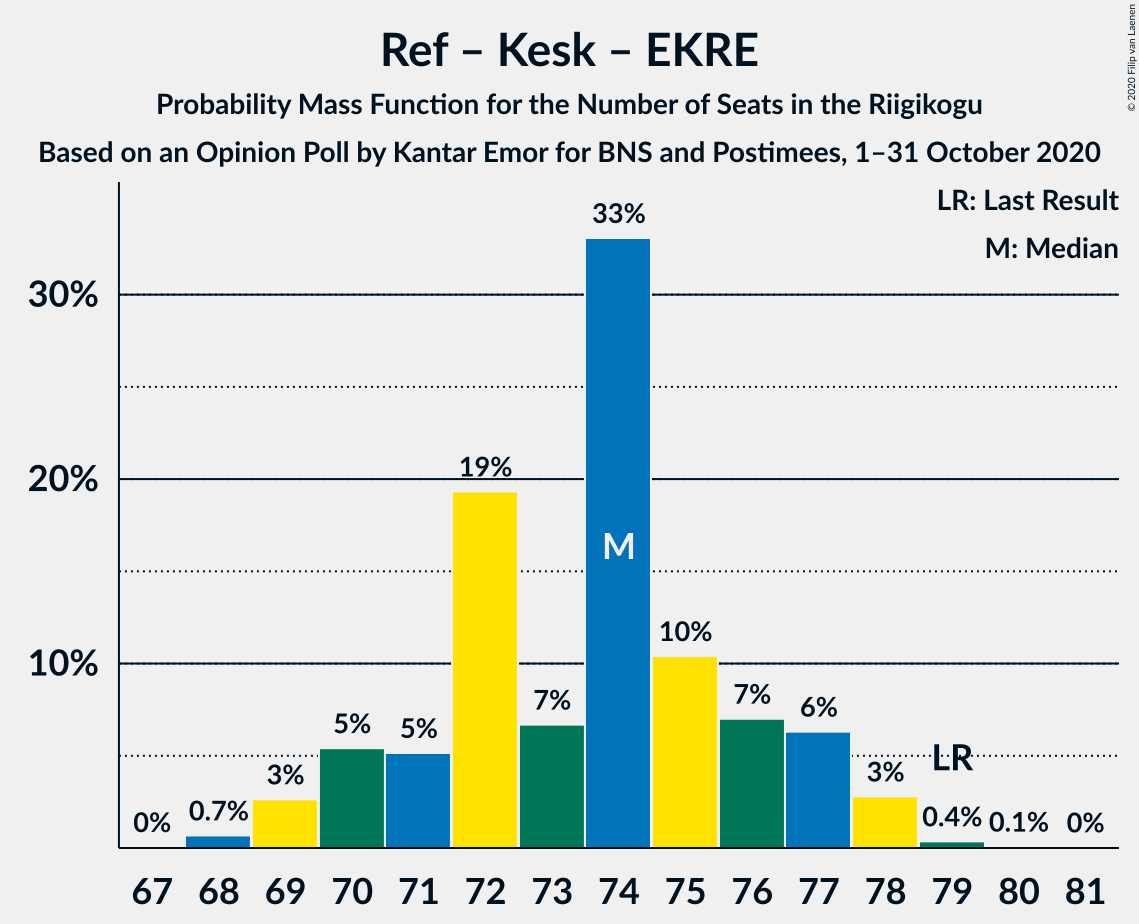 Ref – Kesk – EKRE
Probability Mass Function for the Number of Seats in the Riigikogu
Based on an Opinion Poll by Kantar Emor for BNS and Postimees, 1–31 October 2020
© 2020 Filip van Laenen
LR: Last Result
M: Median
30%
20%
10%
0%
0.7%
3%
5%
5%
19%
7%
33%
M
10%
7%
6%
3%
LR
0.4%
0.1%
0%
67 68 69 70 71 72 73 74 75 76 77 78 79 80 81